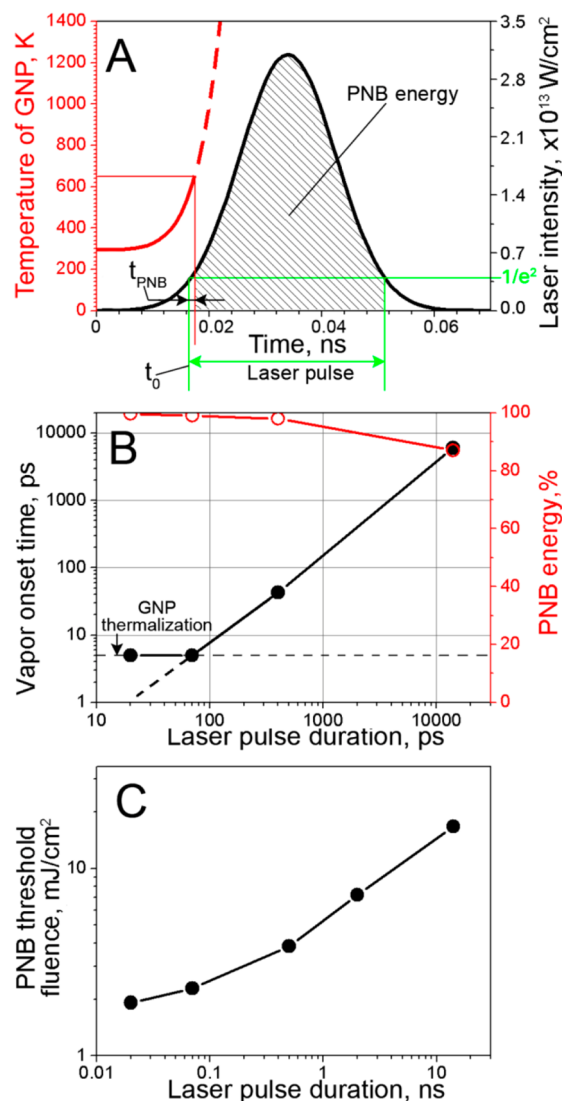 A
Temperature of GNP, K
1400
1200
1000
800
600
400
200
0
PNB energy
t_PNB
t_0
3.5
3.0
2.4
1.8
1.2
0.7
0.0
1/e²
Laser intensity, x10¹³ W/cm²
0
0.02
0.04
0.06
Time, ns
Laser pulse
B
Vapor onset time, ps
10000
1000
100
10
1
GNP
thermalization
100
80
60
40
20
0
PNB energy,%
10
100
1000
10000
Laser pulse duration, ps
C
PNB threshold
fluence, mJ/cm²
10
1
0.01
0.1
1
10
Laser pulse duration, ns